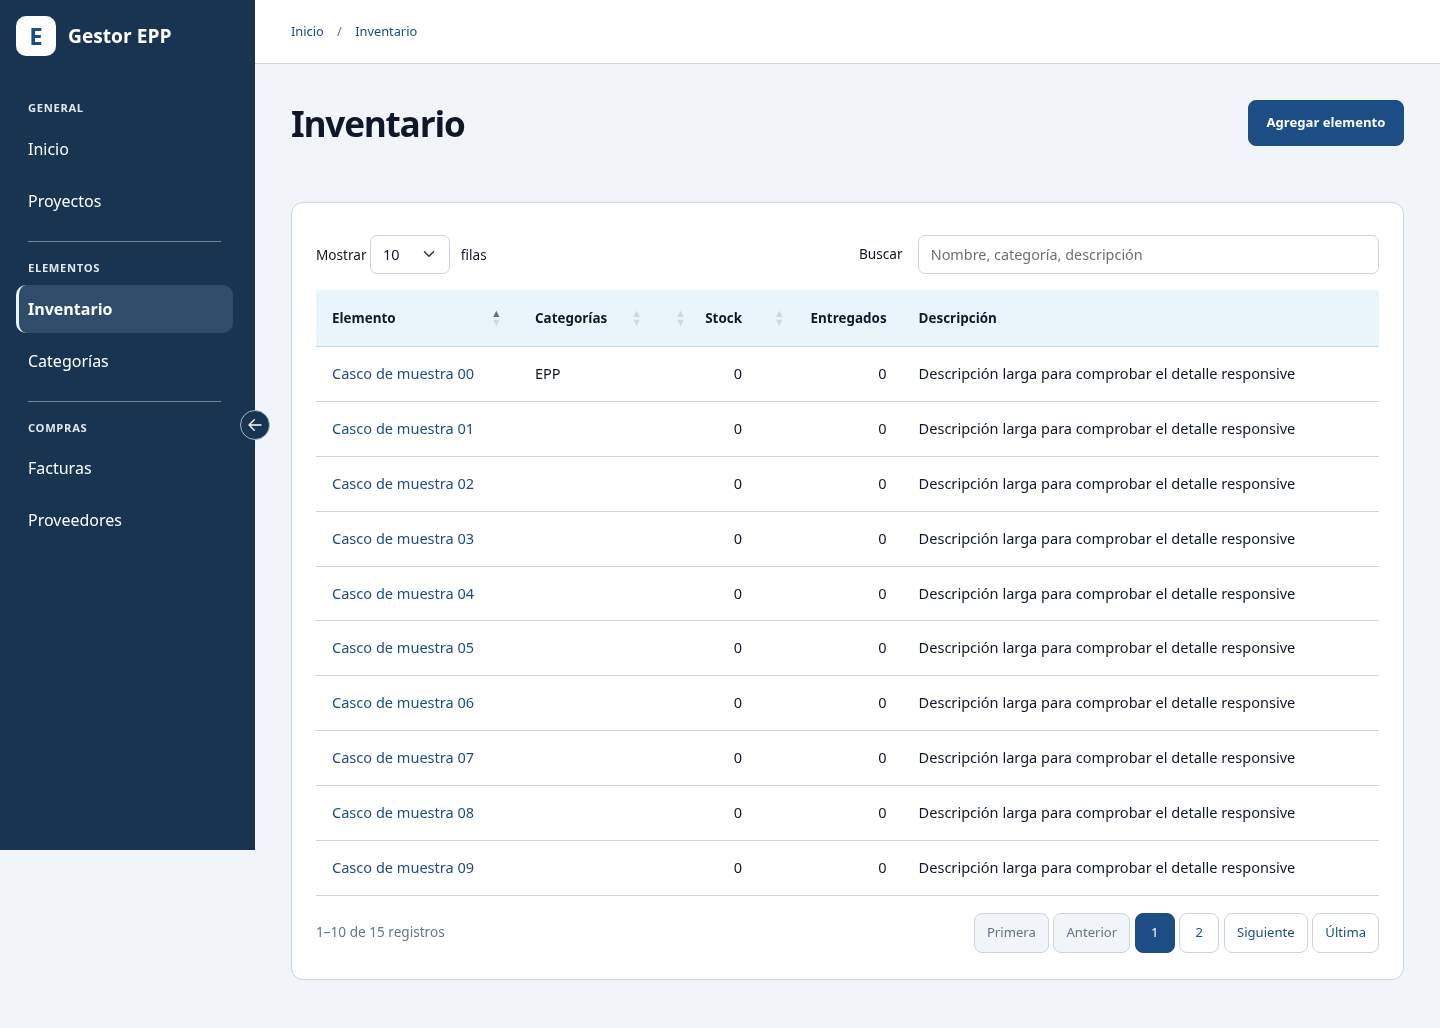 E Gestor EPP
Inicio / Inventario
GENERAL
Inicio
Proyectos
ELEMENTOS
Inventario
Categorías
COMPRAS
Facturas
Proveedores
Inventario
Agregar elemento
Mostrar 10 filas
Buscar Nombre, categoría, descripción
Elemento Categorías Stock Entregados Descripción
Casco de muestra 00 EPP 0 0 Descripción larga para comprobar el detalle responsive
Casco de muestra 01 0 0 Descripción larga para comprobar el detalle responsive
Casco de muestra 02 0 0 Descripción larga para comprobar el detalle responsive
Casco de muestra 03 0 0 Descripción larga para comprobar el detalle responsive
Casco de muestra 04 0 0 Descripción larga para comprobar el detalle responsive
Casco de muestra 05 0 0 Descripción larga para comprobar el detalle responsive
Casco de muestra 06 0 0 Descripción larga para comprobar el detalle responsive
Casco de muestra 07 0 0 Descripción larga para comprobar el detalle responsive
Casco de muestra 08 0 0 Descripción larga para comprobar el detalle responsive
Casco de muestra 09 0 0 Descripción larga para comprobar el detalle responsive
1–10 de 15 registros
Primera Anterior 1 2 Siguiente Última